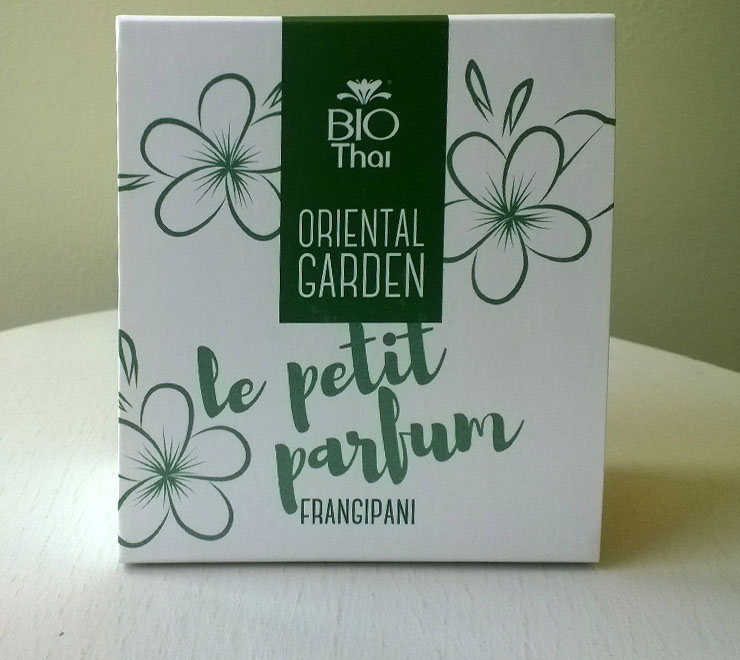 BIO
Thai
ORIENTAL
GARDEN
le petit
parfum
FRANGIPANI